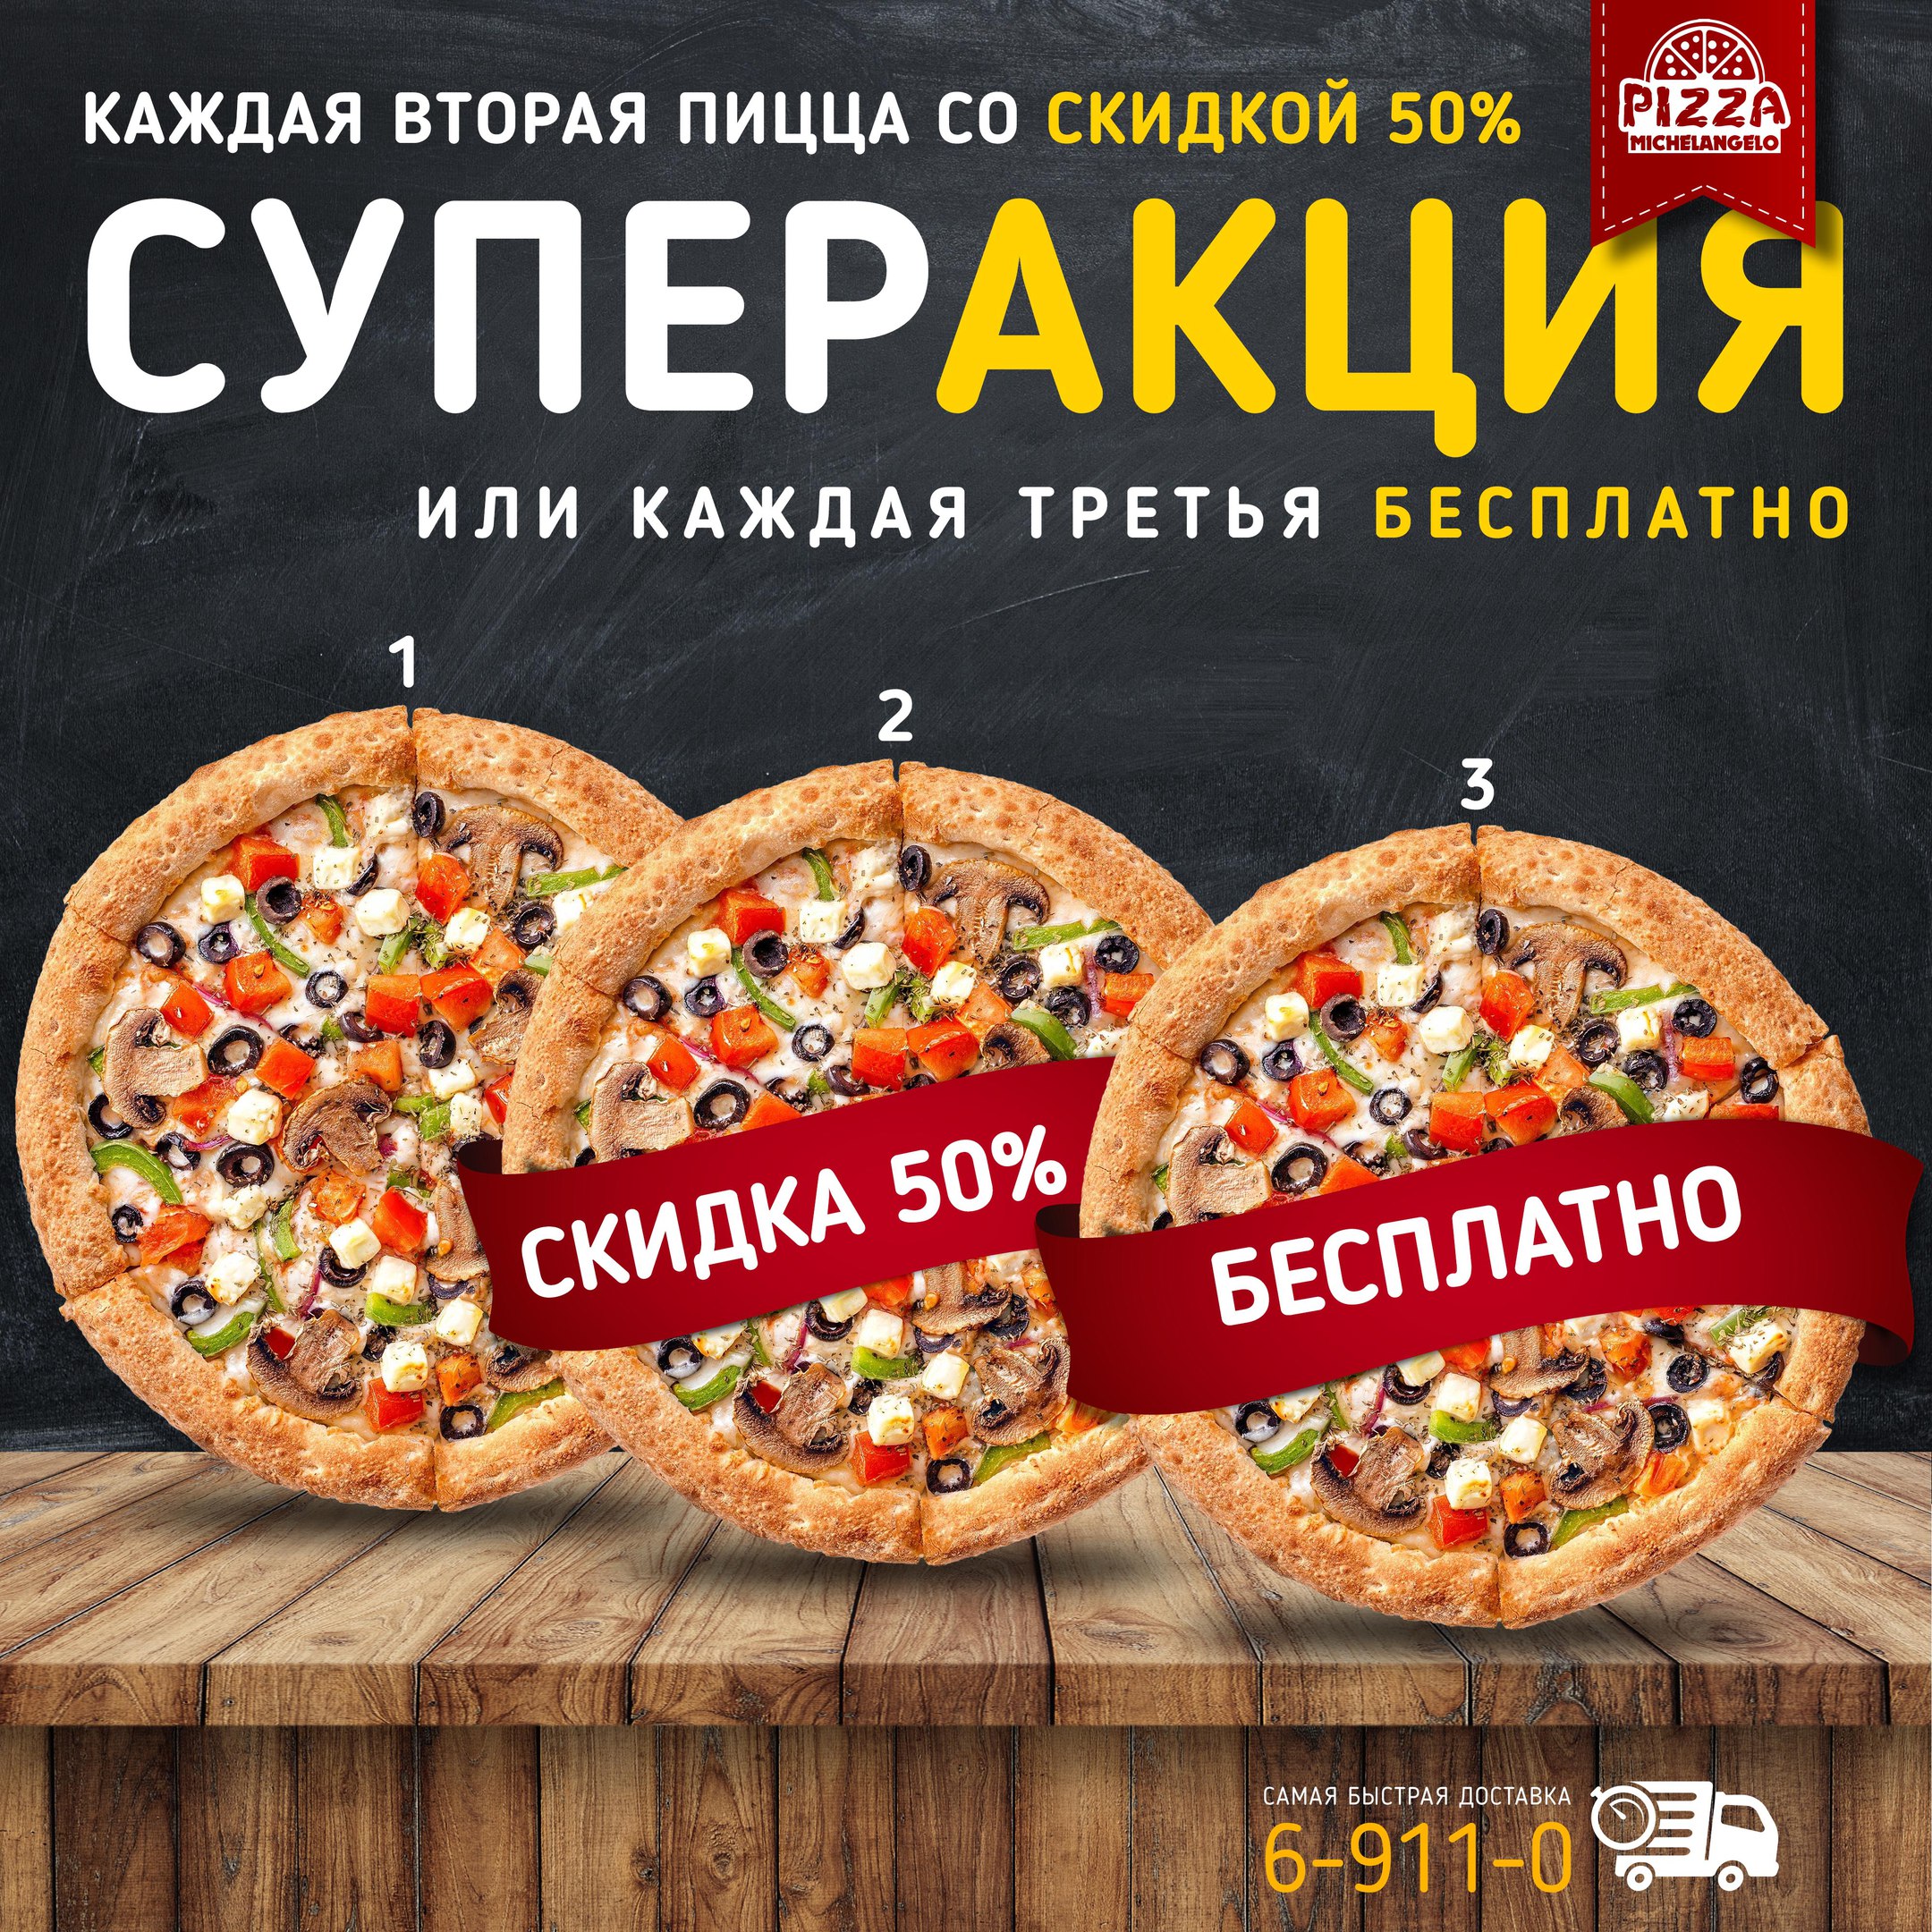 PIZZA
MICHELANGELO
КАЖДАЯ ВТОРАЯ ПИЦЦА СО СКИДКОЙ 50%
СУПЕРАКЦИЯ
ИЛИ КАЖДАЯ ТРЕТЬЯ БЕСПЛАТНО
1
2
3
СКИДКА 50%
БЕСПЛАТНО
САМАЯ БЫСТРАЯ ДОСТАВКА
6-911-0